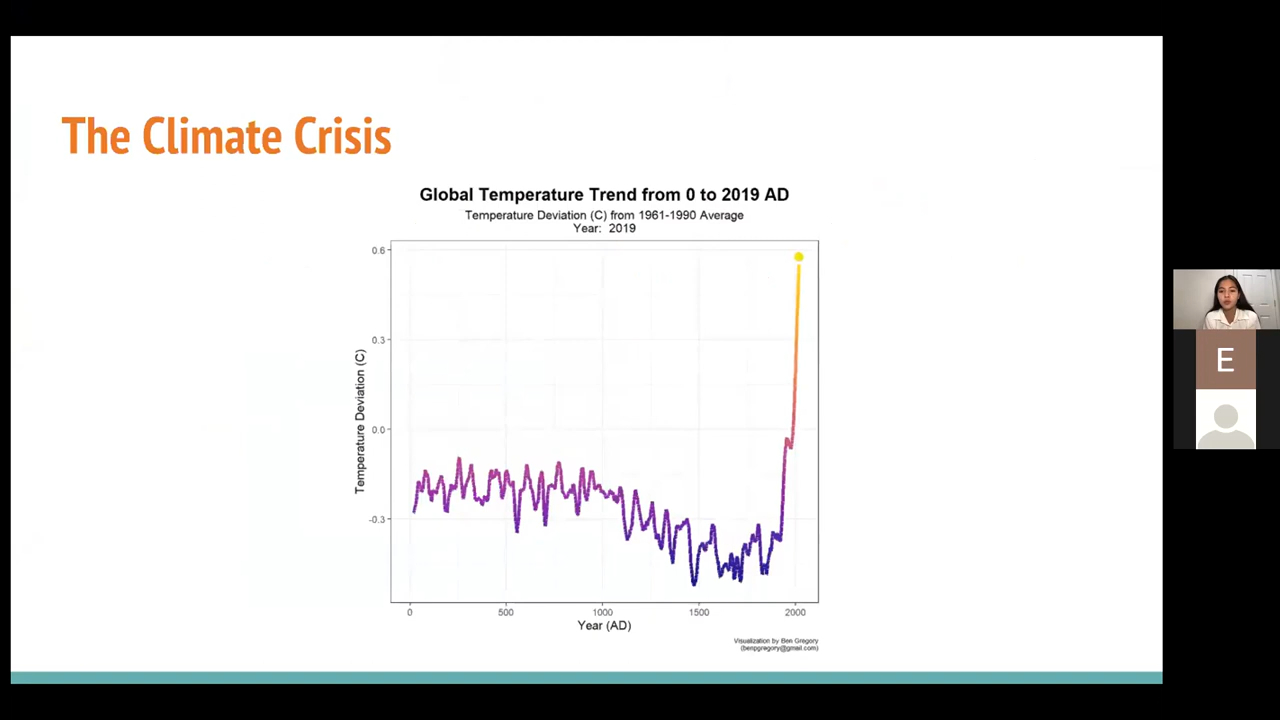 The Climate Crisis
Global Temperature Trend from 0 to 2019 AD
Temperature Deviation (C) from 1961-1990 Average
Year: 2019
Temperature Deviation (C)
0.6
0.3
0.0
-0.3
0 500 1000 1500 2000
Year (AD)
Visualization by Ben Gregory
(benpgregory@gmail.com)
E